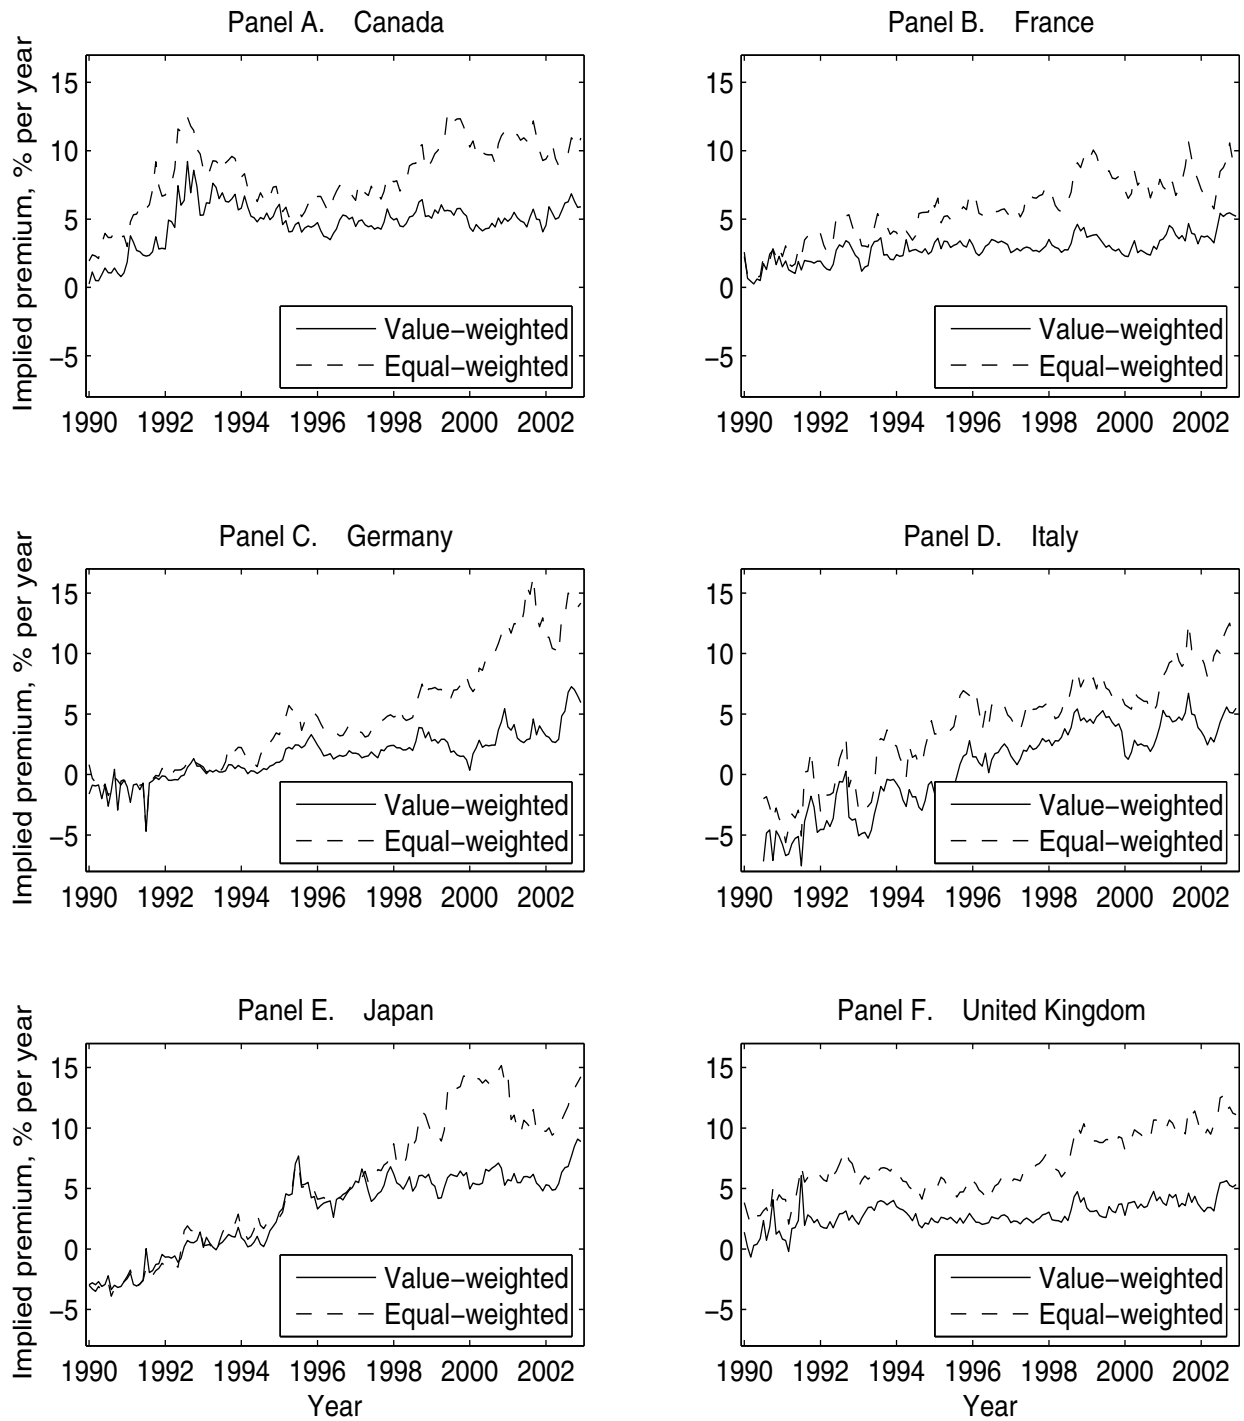 Panel A. Canada
Implied premium, % per year
15
10
5
0
−5
Value−weighted
Equal−weighted
1990 1992 1994 1996 1998 2000 2002
Panel B. France
15
10
5
0
−5
Value−weighted
Equal−weighted
1990 1992 1994 1996 1998 2000 2002
Panel C. Germany
Implied premium, % per year
15
10
5
0
−5
Value−weighted
Equal−weighted
1990 1992 1994 1996 1998 2000 2002
Panel D. Italy
15
10
5
0
−5
Value−weighted
Equal−weighted
1990 1992 1994 1996 1998 2000 2002
Panel E. Japan
Implied premium, % per year
15
10
5
0
−5
Value−weighted
Equal−weighted
1990 1992 1994 1996 1998 2000 2002
Year
Panel F. United Kingdom
15
10
5
0
−5
Value−weighted
Equal−weighted
1990 1992 1994 1996 1998 2000 2002
Year